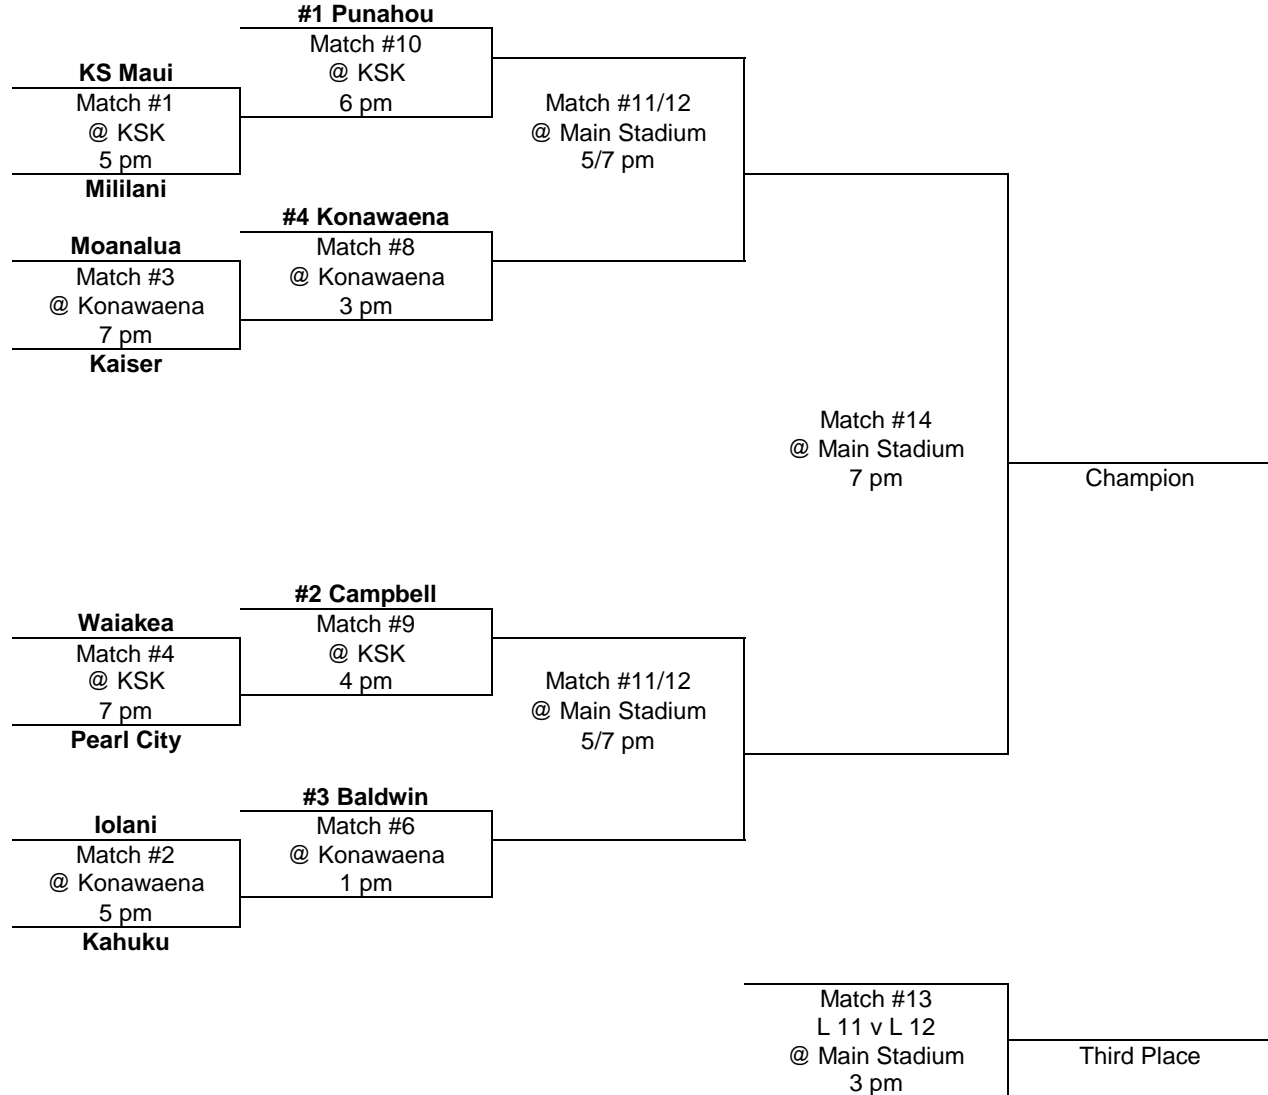 #1 Punahou
Match #10
@ KSK
6 pm
KS Maui
Match #1
@ KSK
5 pm
Mililani
Match #11/12
@ Main Stadium
5/7 pm
#4 Konawaena
Match #8
@ Konawaena
3 pm
Moanalua
Match #3
@ Konawaena
7 pm
Kaiser
Match #14
@ Main Stadium
7 pm
Champion
#2 Campbell
Match #9
@ KSK
4 pm
Waiakea
Match #4
@ KSK
7 pm
Pearl City
Match #11/12
@ Main Stadium
5/7 pm
#3 Baldwin
Match #6
@ Konawaena
1 pm
Iolani
Match #2
@ Konawaena
5 pm
Kahuku
Match #13
L 11 v L 12
@ Main Stadium
3 pm
Third Place